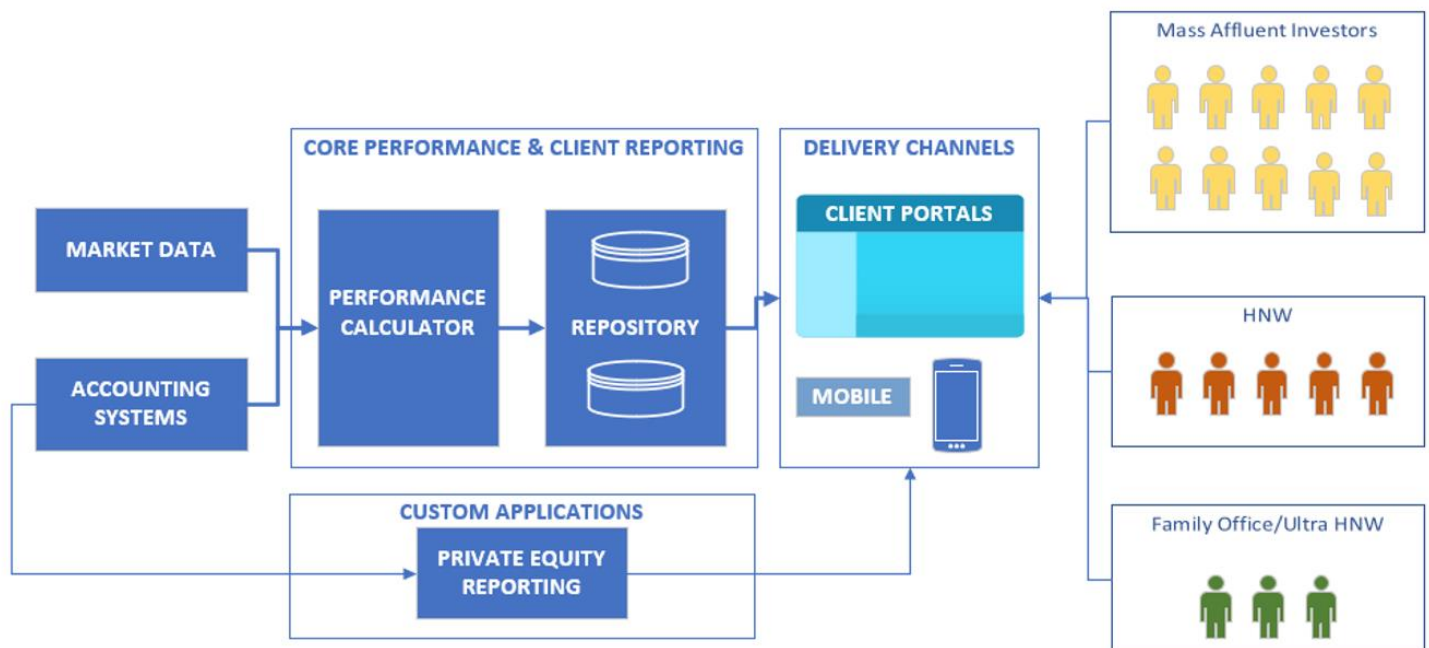 Mass Affluent Investors
CORE PERFORMANCE & CLIENT REPORTING
DELIVERY CHANNELS
CLIENT PORTALS
MARKET DATA
PERFORMANCE
CALCULATOR
REPOSITORY
HNW
ACCOUNTING
SYSTEMS
MOBILE
CUSTOM APPLICATIONS
PRIVATE EQUITY
REPORTING
Family Office/Ultra HNW